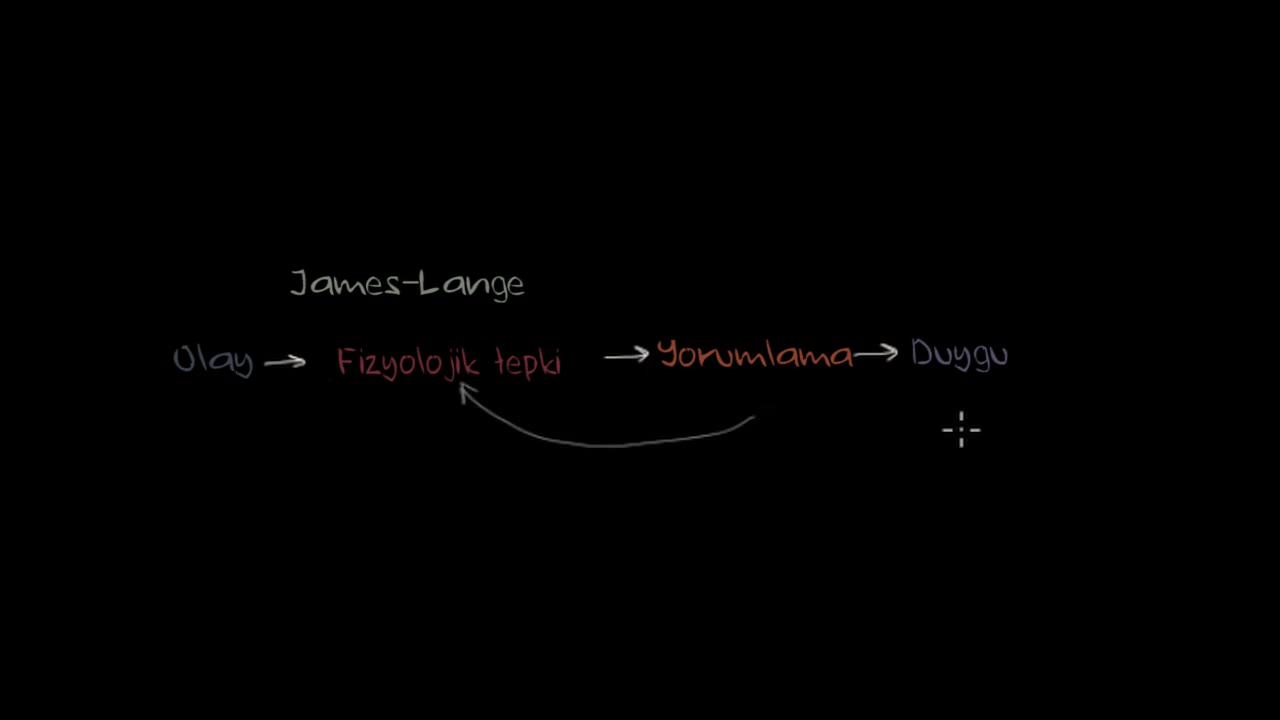 James-Lange
Olay → Fizyolojik tepki → Yorumlama → Duygu